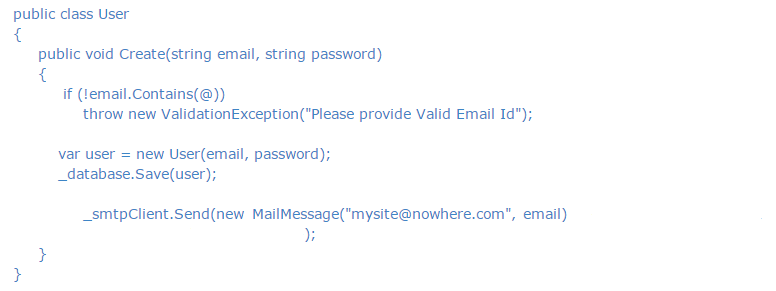 public class User
{
public void Create(string email, string password)
{
if (!email.Contains(@))
throw new ValidationException("Please provide Valid Email Id");
var user = new User(email, password);
_database.Save(user);
_smtpClient.Send(new MailMessage("mysite@nowhere.com", email)
);
}
}